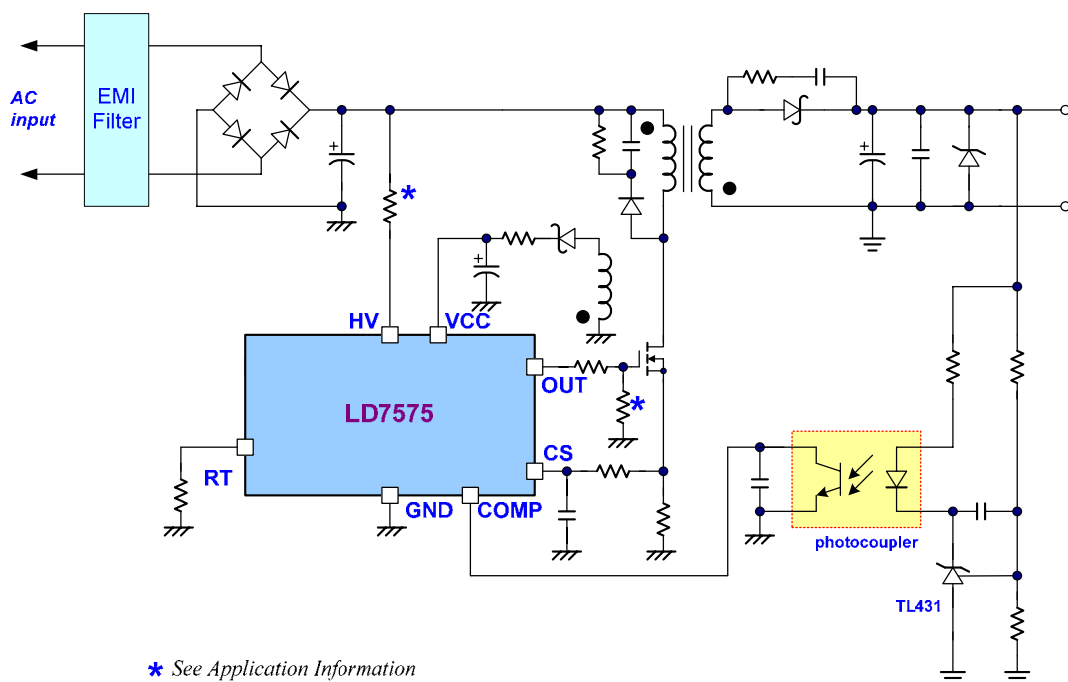 AC
input
EMI
Filter
+
+
+
*
HV
VCC
OUT
*
LD7575
CS
RT
GND
COMP
photocoupler
TL431
* See Application Information